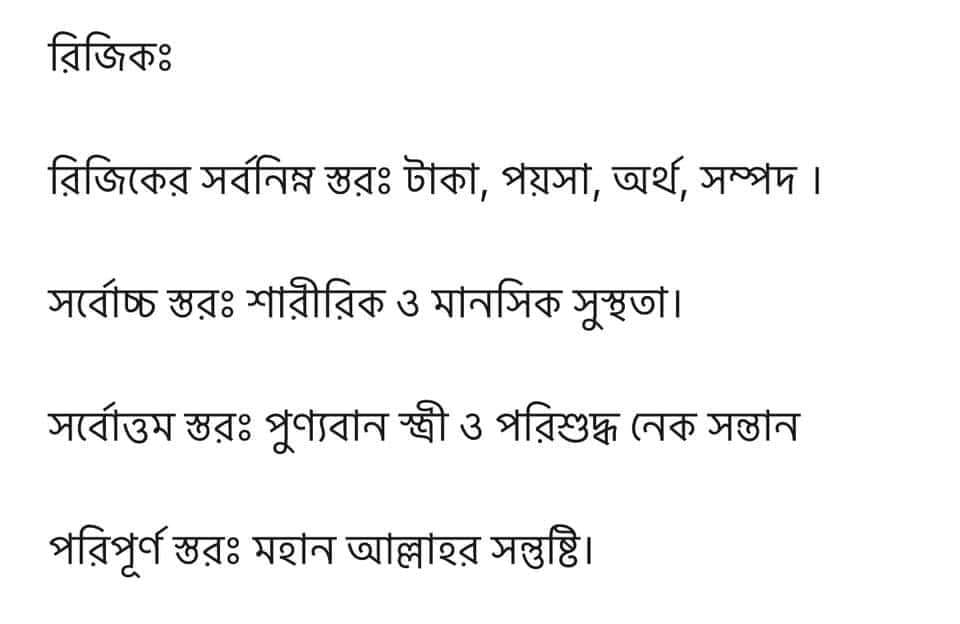 রিজিকঃ
রিজিকের সর্বনিম্ন স্তরঃ টাকা, পয়সা, অর্থ, সম্পদ ।
সর্বোচ্চ স্তরঃ শারীরিক ও মানসিক সুস্থতা।
সর্বোত্তম স্তরঃ পুণ্যবান স্ত্রী ও পরিশুদ্ধ নেক সন্তান
পরিপূর্ণ স্তরঃ মহান আল্লাহর সন্তুষ্টি।